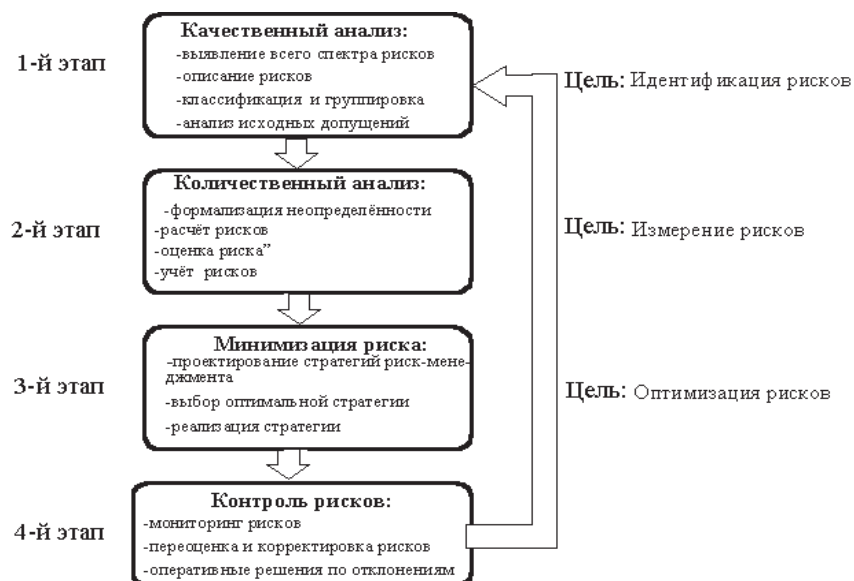 1-й этап
Качественный анализ:
-выявление всего спектра рисков
-описание рисков
-классификация и группировка
-анализ исходных допущений
Цель: Идентификация рисков
2-й этап
Количественный анализ:
-формализация неопределённости
-расчёт рисков
-оценка риска”
-учёт рисков
Цель: Измерение рисков
3-й этап
Минимизация риска:
-проектирование стратегий риск-мене-
джмента
-выбор оптимальной стратегии
-реализация стратегии
Цель: Оптимизация рисков
4-й этап
Контроль рисков:
-мониторинг рисков
-переоценка и корректировка рисков
-оперативные решения по отклонениям